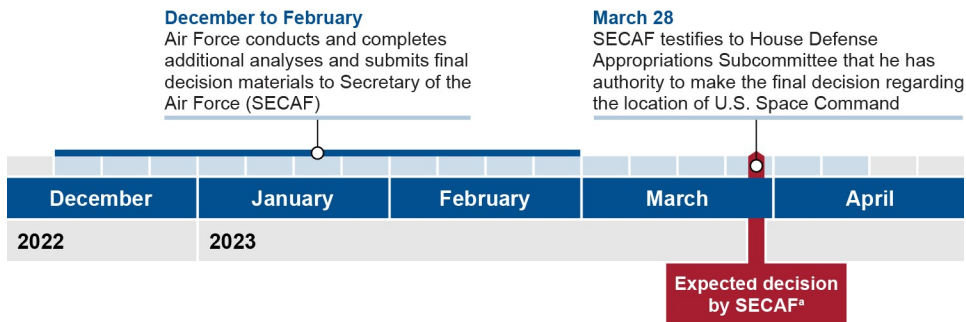 December to February
Air Force conducts and completes
additional analyses and submits final
decision materials to Secretary of the
Air Force (SECAF)
March 28
SECAF testifies to House Defense
Appropriations Subcommittee that he has
authority to make the final decision regarding
the location of U.S. Space Command
December
January
February
March
April
2022
2023
Expected decision
by SECAFᵃ